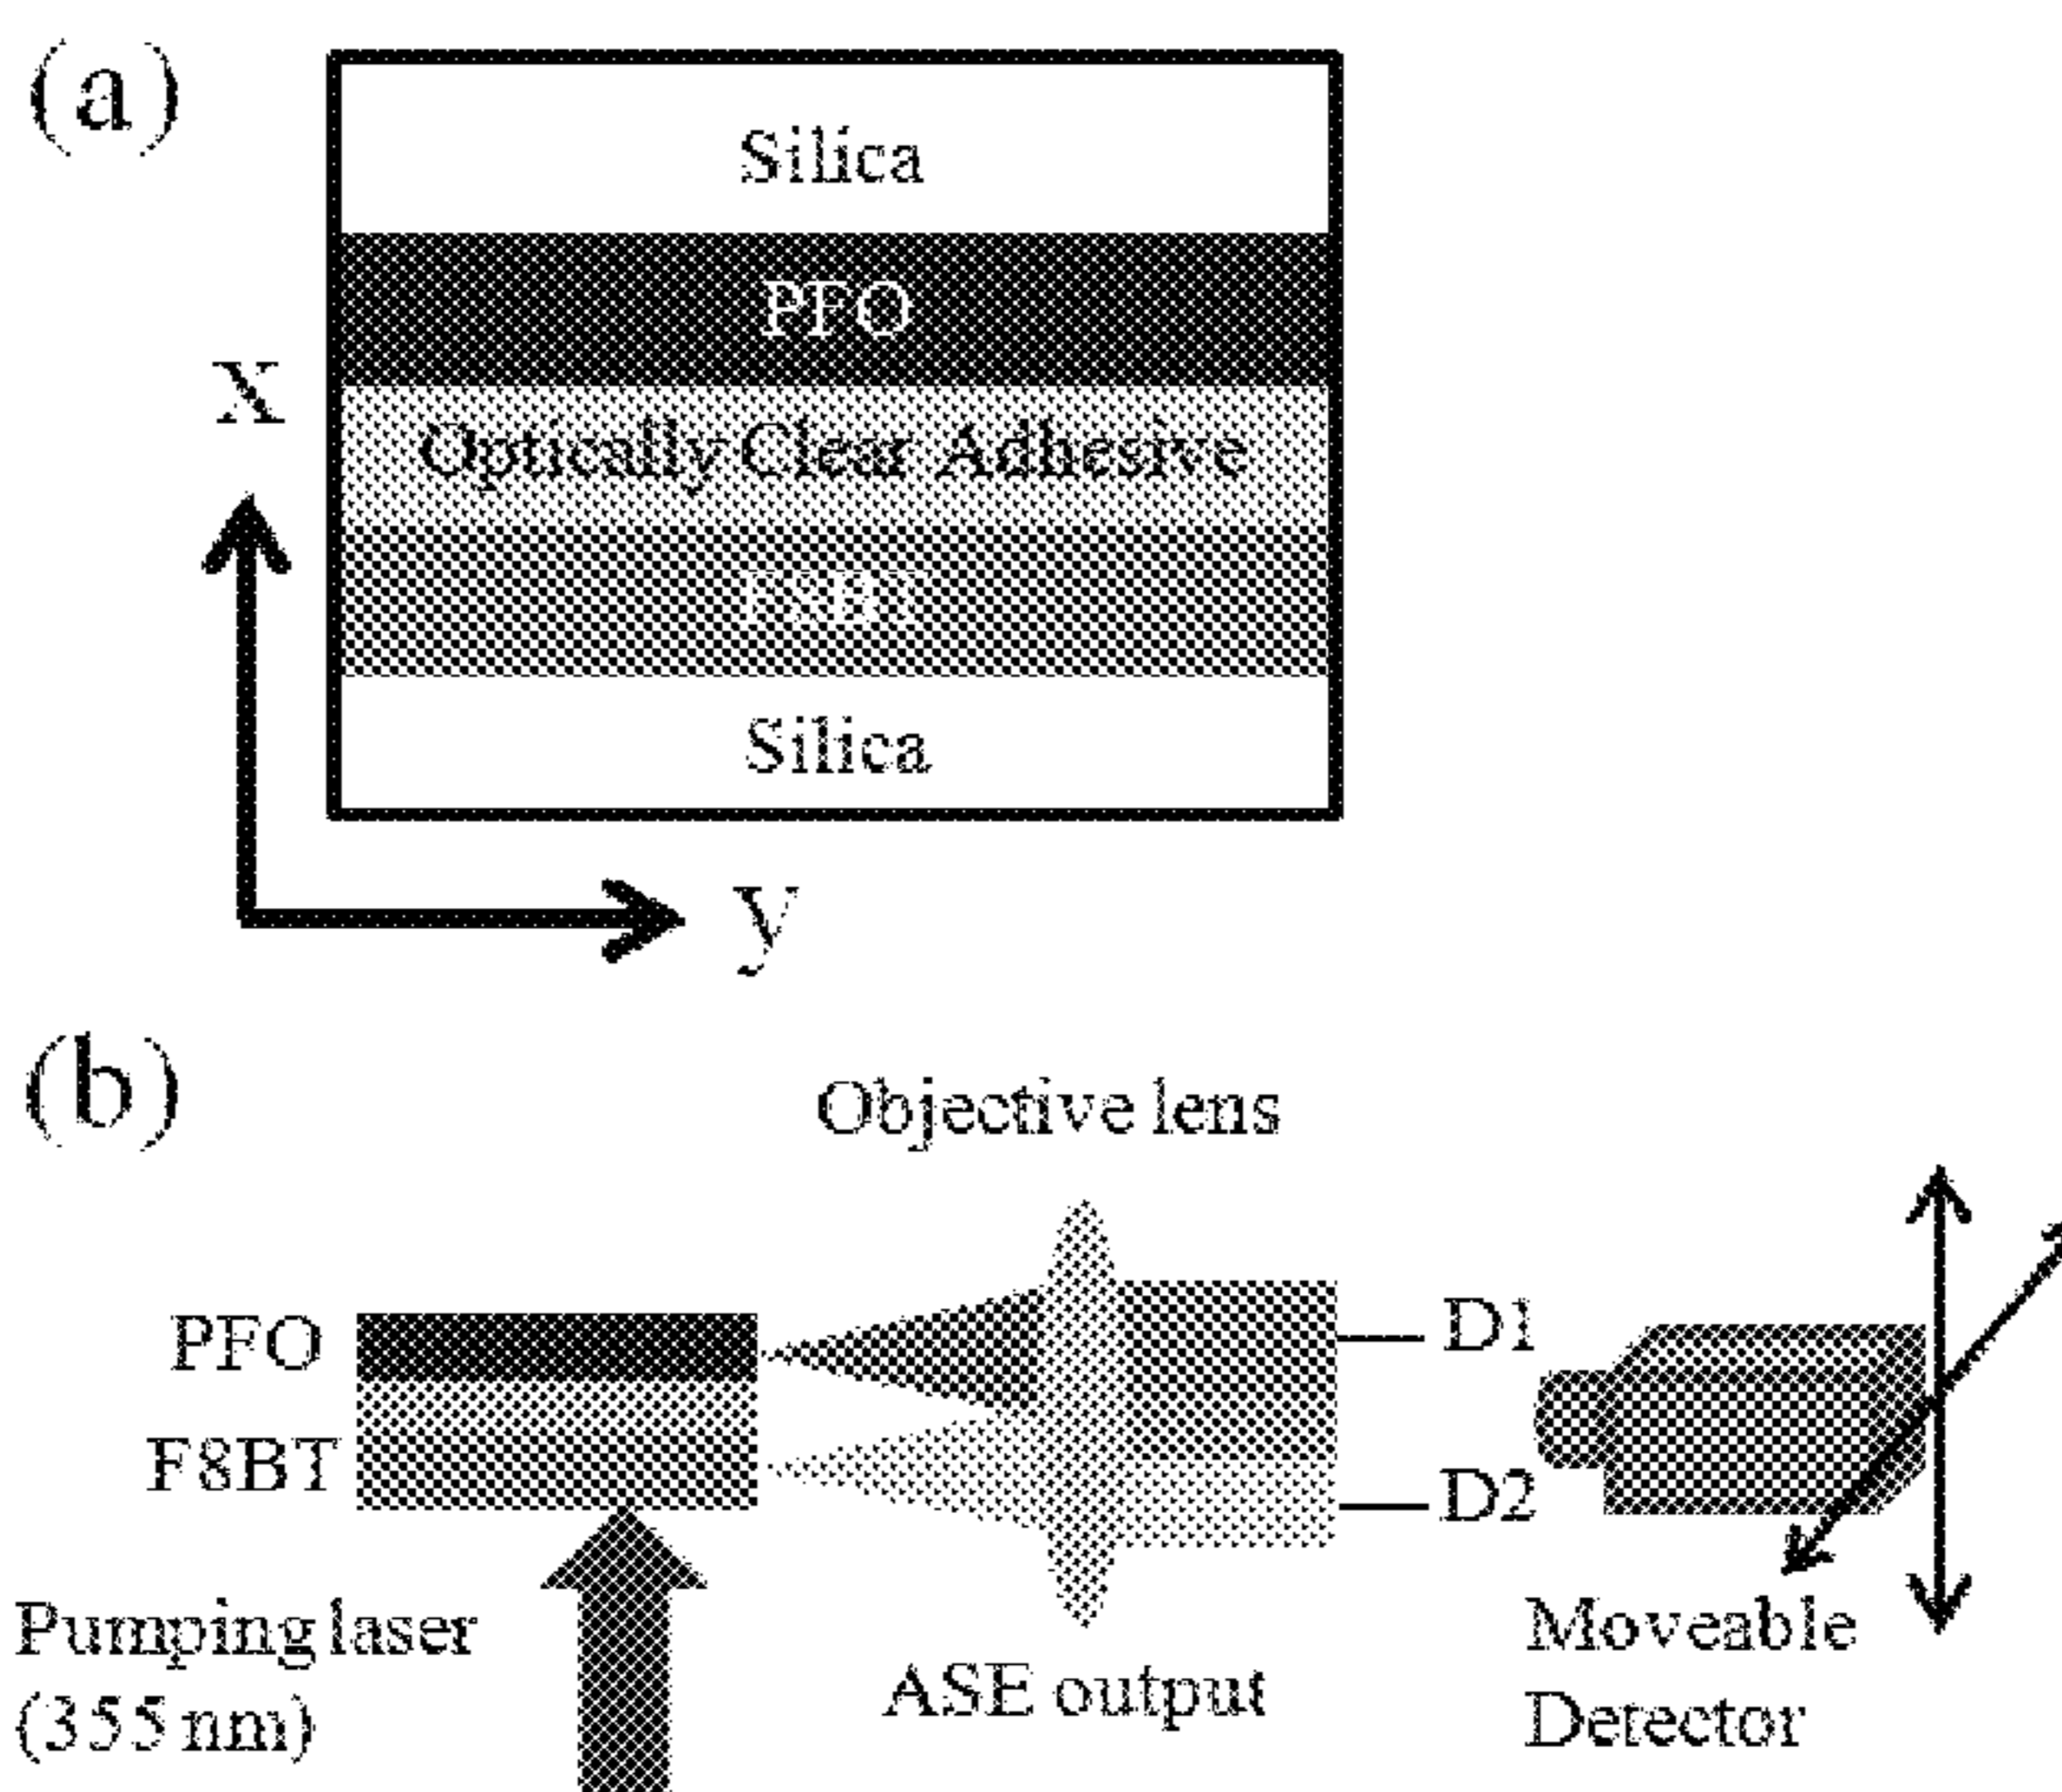 (a)
Silica
PFO
X
Optically Clear Adhesive
F8BT
Silica
y
(b)
Objective lens
PFO
D1
F8BT
D2
Pumping laser
(355 nm)
ASE output
Moveable
Detector